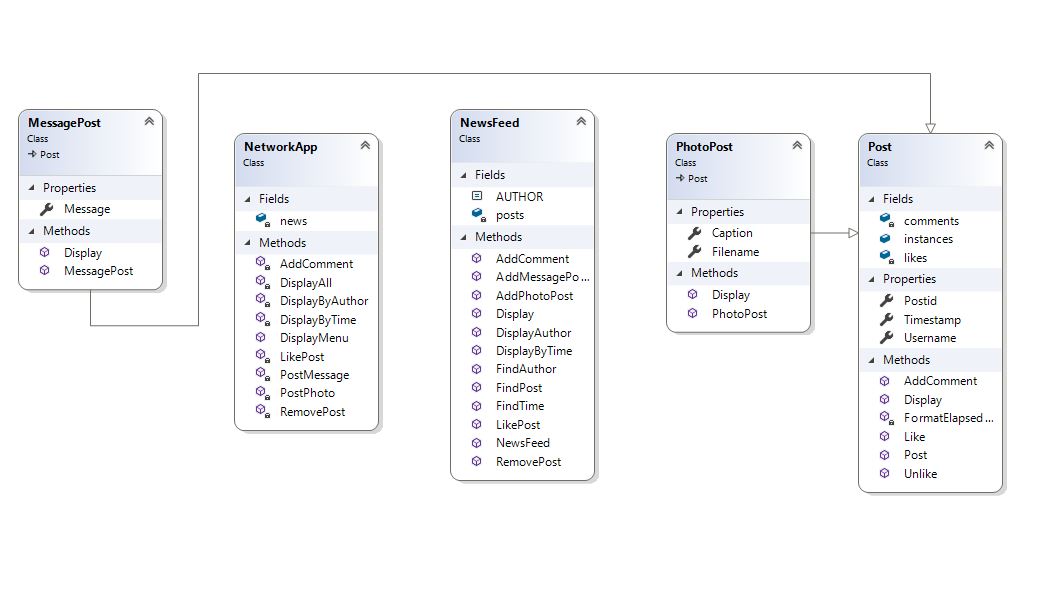 MessagePost
Class
Post
Properties
Message
Methods
Display
MessagePost
NetworkApp
Class
Fields
news
Methods
AddComment
DisplayAll
DisplayByAuthor
DisplayByTime
DisplayMenu
LikePost
PostMessage
PostPhoto
RemovePost
NewsFeed
Class
Fields
AUTHOR
posts
Methods
AddComment
AddMessagePo...
AddPhotoPost
Display
DisplayAuthor
DisplayByTime
FindAuthor
FindPost
FindTime
LikePost
NewsFeed
RemovePost
PhotoPost
Class
Post
Properties
Caption
Filename
Methods
Display
PhotoPost
Post
Class
Fields
comments
instances
likes
Properties
Postid
Timestamp
Username
Methods
AddComment
Display
FormatElapsed...
Like
Post
Unlike